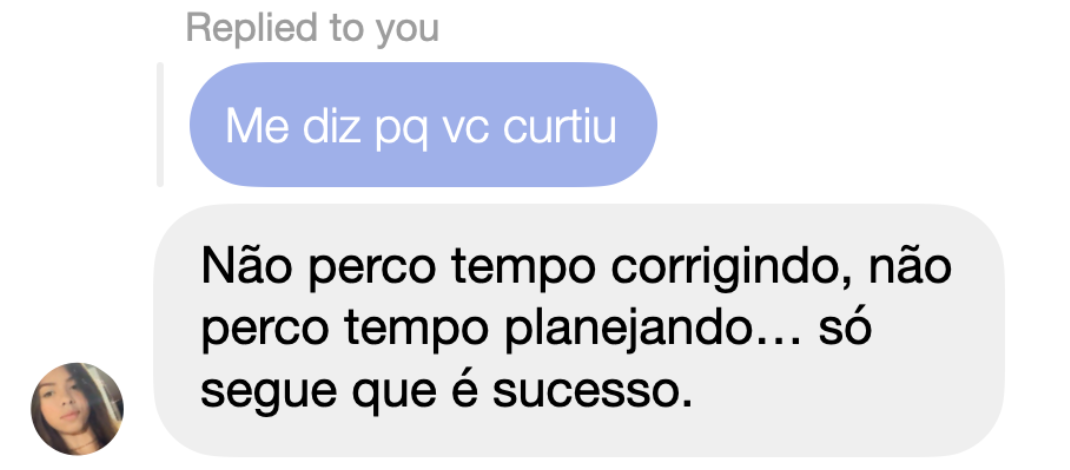 Replied to you
Me diz pq vc curtiu
Não perco tempo corrigindo, não
perco tempo planejando... só
segue que é sucesso.